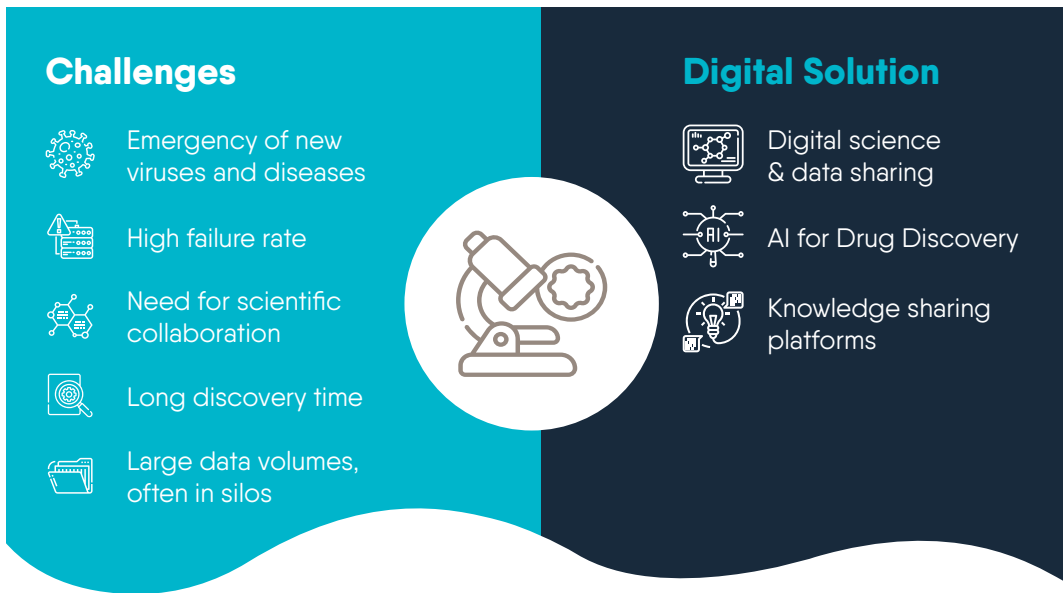 Challenges
Emergency of new
viruses and diseases
High failure rate
Need for scientific
collaboration
Long discovery time
Large data volumes,
often in silos
Digital Solution
Digital science
& data sharing
AI
AI for Drug Discovery
Knowledge sharing
platforms